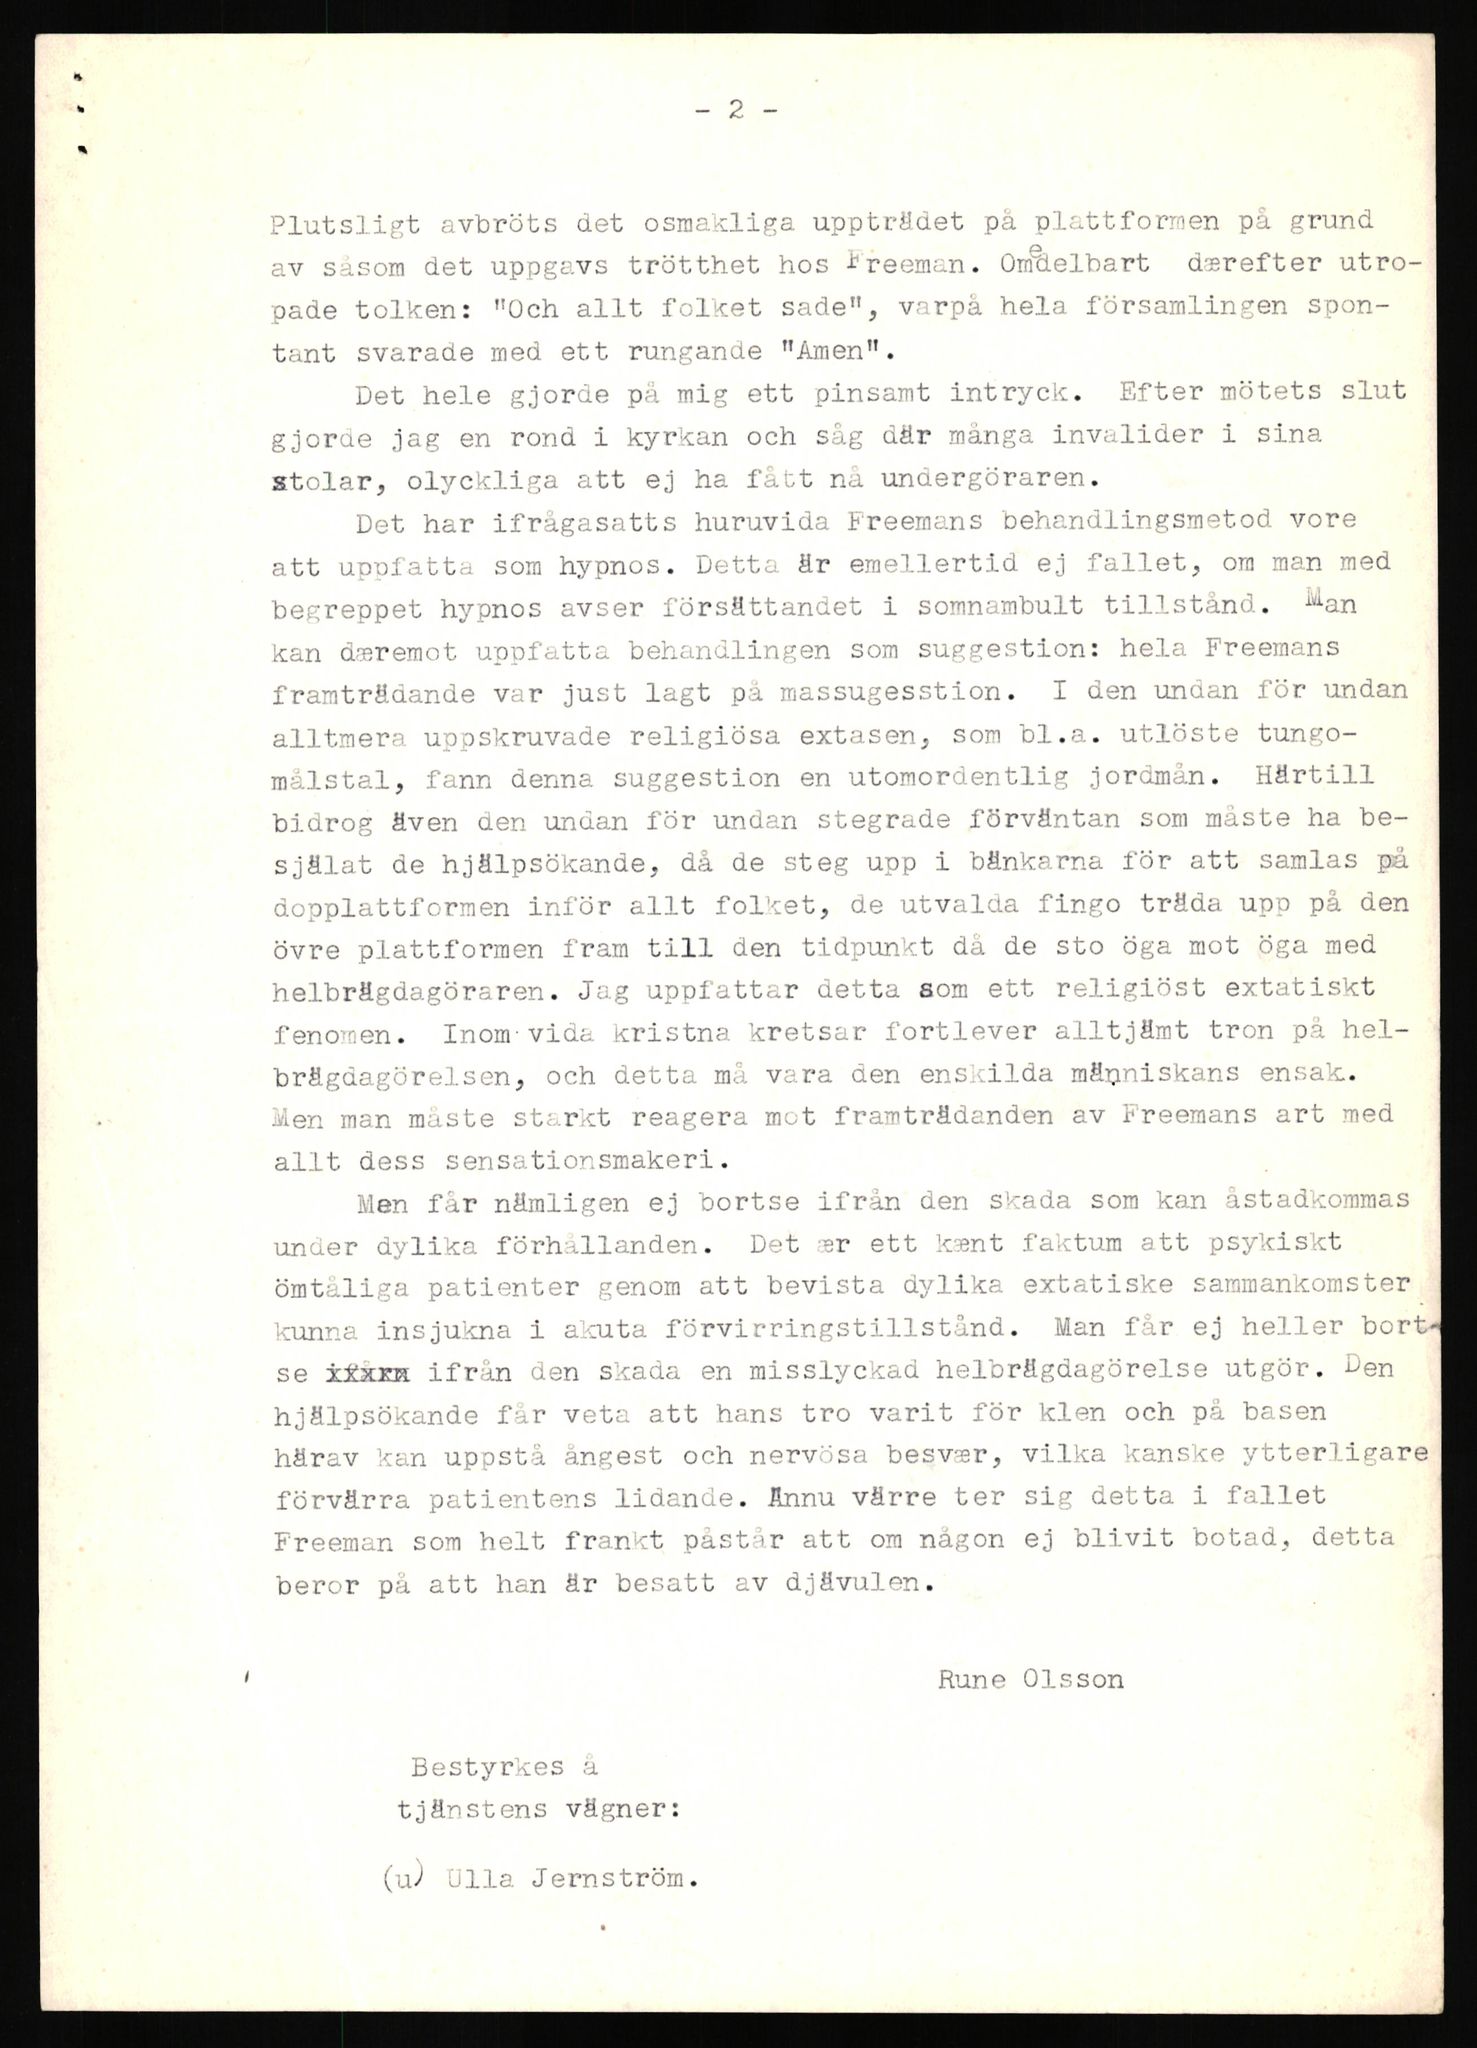 - 2 -
Plutsligt avbröts det osmakliga uppträdet på plattformen på grund
av såsom det uppgavs trötthet hos Freeman. Omedelbart dærefter utro-
pade tolken: "Och allt folket sade", varpå hela församlingen spon-
tant svarade med ett rungande "Amen".
Det hele gjorde på mig ett pinsamt intryck. Efter mötets slut
gjorde jag en rond i kyrkan och såg där många invalider i sina
stolar, olyckliga att ej ha fått nå undergöraren.
Det har ifrågasatts huruvida Freemans behandlingsmetod vore
att uppfatta som hypnos. Detta är emellertid ej fallet, om man med
begreppet hypnos avser försättandet i somnambult tillstånd. Man
kan dæremot uppfatta behandlingen som suggestion: hela Freemans
framträdande var just lagt på massugesstion. I den undan för undan
alltmera uppskruvade religiösa extasen, som bl.a. utlöste tungo-
målstal, fann denna suggestion en utomordentlig jordmån. Härtill
bidrog även den undan för undan stegrade förväntan som måste ha be-
själat de hjälpsökande, då de steg upp i bänkarna för att samlas på
dopplattformen inför allt folket, de utvalda fingo träda upp på den
övre plattformen fram till den tidpunkt då de sto öga mot öga med
helbrägdagöraren. Jag uppfattar detta som ett religiöst extatiskt
fenomen. Inom vida kristna kretsar fortlever alltjämt tron på hel-
brägdagörelsen, och detta må vara den enskilda människans ensak.
Men man måste starkt reagera mot framträdanden av Freemans art med
allt dess sensationsmakeri.
Men får nämligen ej bortse ifrån den skada som kan åstadkommas
under dylika förhållanden. Det ær ett kænt faktum att psykiskt
ömtåliga patienter genom att bevista dylika extatiske sammankomster
kunna insjukna i akuta förvirringstillstånd. Man får ej heller bort-
se ifrån den skada en misslyckad helbrägdagörelse utgör. Den
hjälpsökande får veta att hans tro varit för klen och på basen
härav kan uppstå ångest och nervösa besvær, vilka kanske ytterligare
förvärra patientens lidande. Ännu värre ter sig detta i fallet
Freeman som helt frankt påstår att om någon ej blivit botad, detta
beror på att han är besatt av djävulen.
Rune Olsson
Bestyrkes å
tjänstens vägner:
(u) Ulla Jernström.